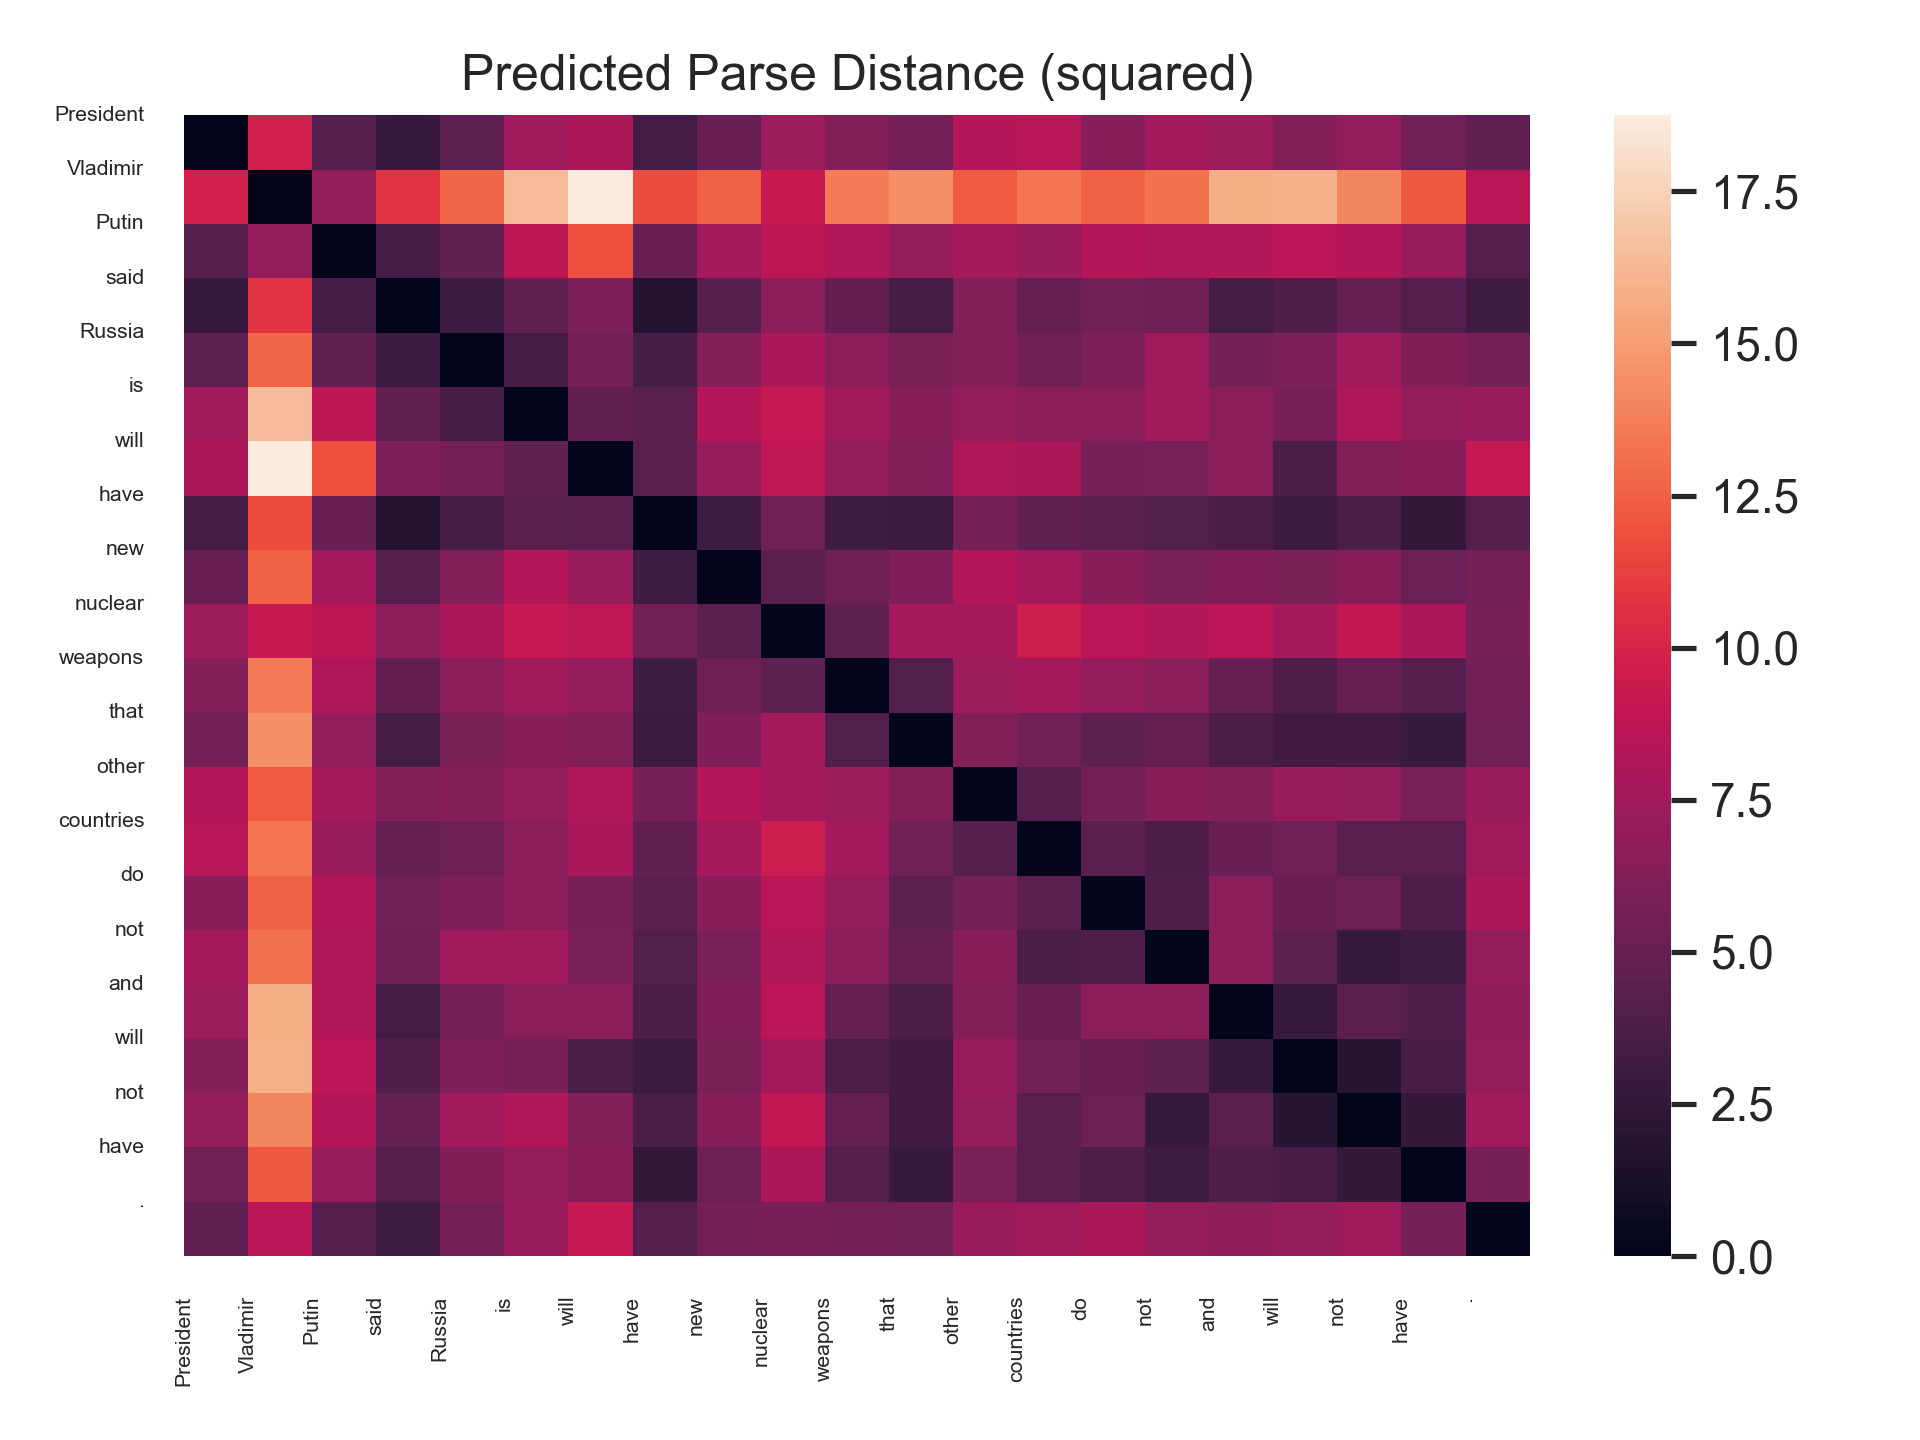 Predicted Parse Distance (squared)
President
Vladimir
Putin
said
Russia
is
will
have
new
nuclear
weapons
that
other
countries
do
not
and
will
not
have
.
17.5
15.0
12.5
10.0
7.5
5.0
2.5
0.0
President
Vladimir
Putin
said
Russia
is
will
have
new
nuclear
weapons
that
other
countries
do
not
and
will
not
have
.